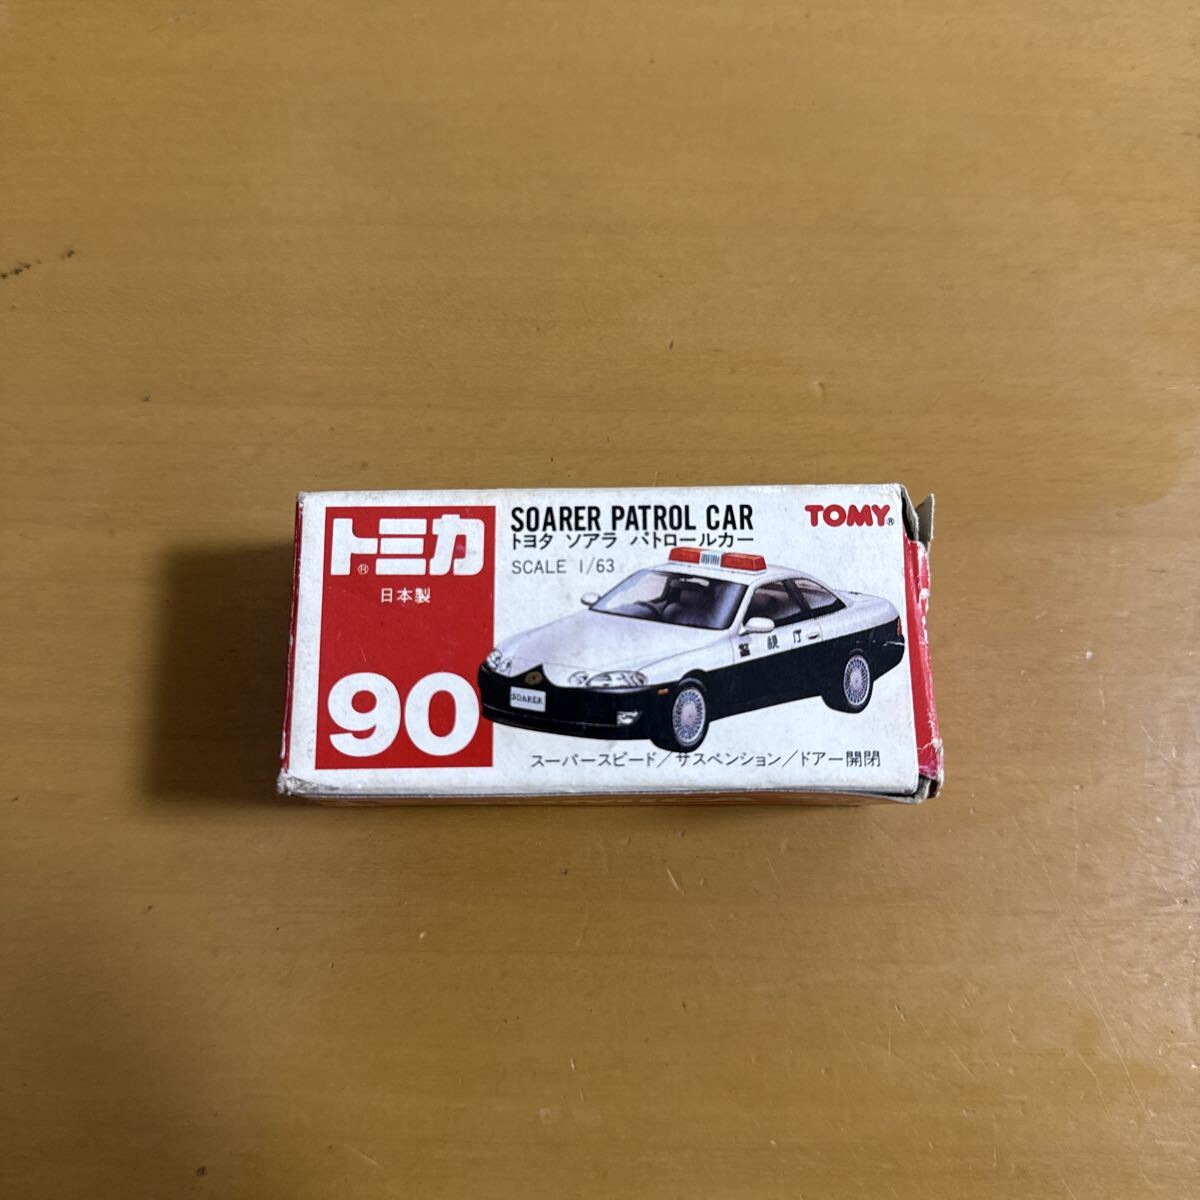 トミカ®
日本製
90
SOARER PATROL CAR
トヨタ ソアラ パトロールカー
SCALE 1/63
TOMY®
警視庁
SOARER
スーパースピード/サスペンション/ドアー開閉